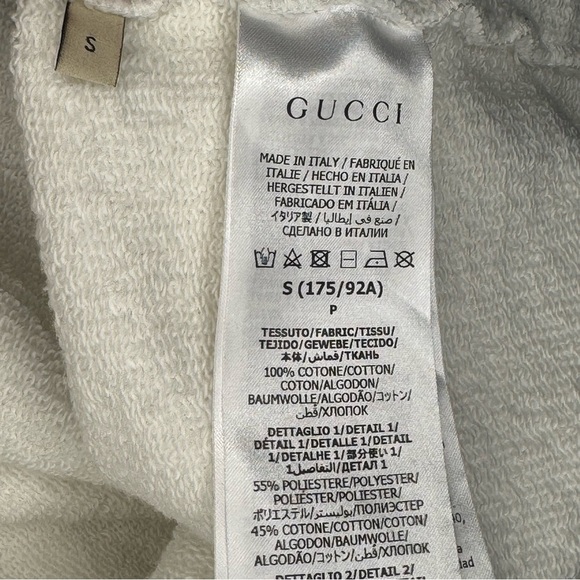 S
GUCCI
MADE IN ITALY / FABRIQUÉ EN
ITALIE / HECHO EN ITALIA /
HERGESTELLT IN ITALIEN /
FABRICADO EM ITÁLIA /
イタリア製 / صنع في إيطاليا /
СДЕЛАНО В ИТАЛИИ
S (175/92A)
P
TESSUTO/FABRIC/TISSU/
TEJIDO/GEWEBE/TECIDO/
本体/قماش/ТКАНЬ
100% COTONE/COTTON/
COTON/ALGODON/
BAUMWOLLE/ALGODÃO/コットン/
قطن/ХЛОПОК
DETTAGLIO 1/DETAIL 1/
DÉTAIL 1/DETALLE 1/DETAIL
1/DETALHE 1/部分使い1/
التفاصيل1/ДЕТАЛ 1
55% POLIESTERE/POLYESTER/
POLIESTER/POLIESTER/
ポリエステル/بوليستر/ПОЛИЭСТЕР
45% COTONE/COTTON/COTON/
ALGODON/BAUMWOLLE/
ALGODÃO/コットン/قطن/ХЛОПОК
DETTAGLIO 2/DETAIL 2/